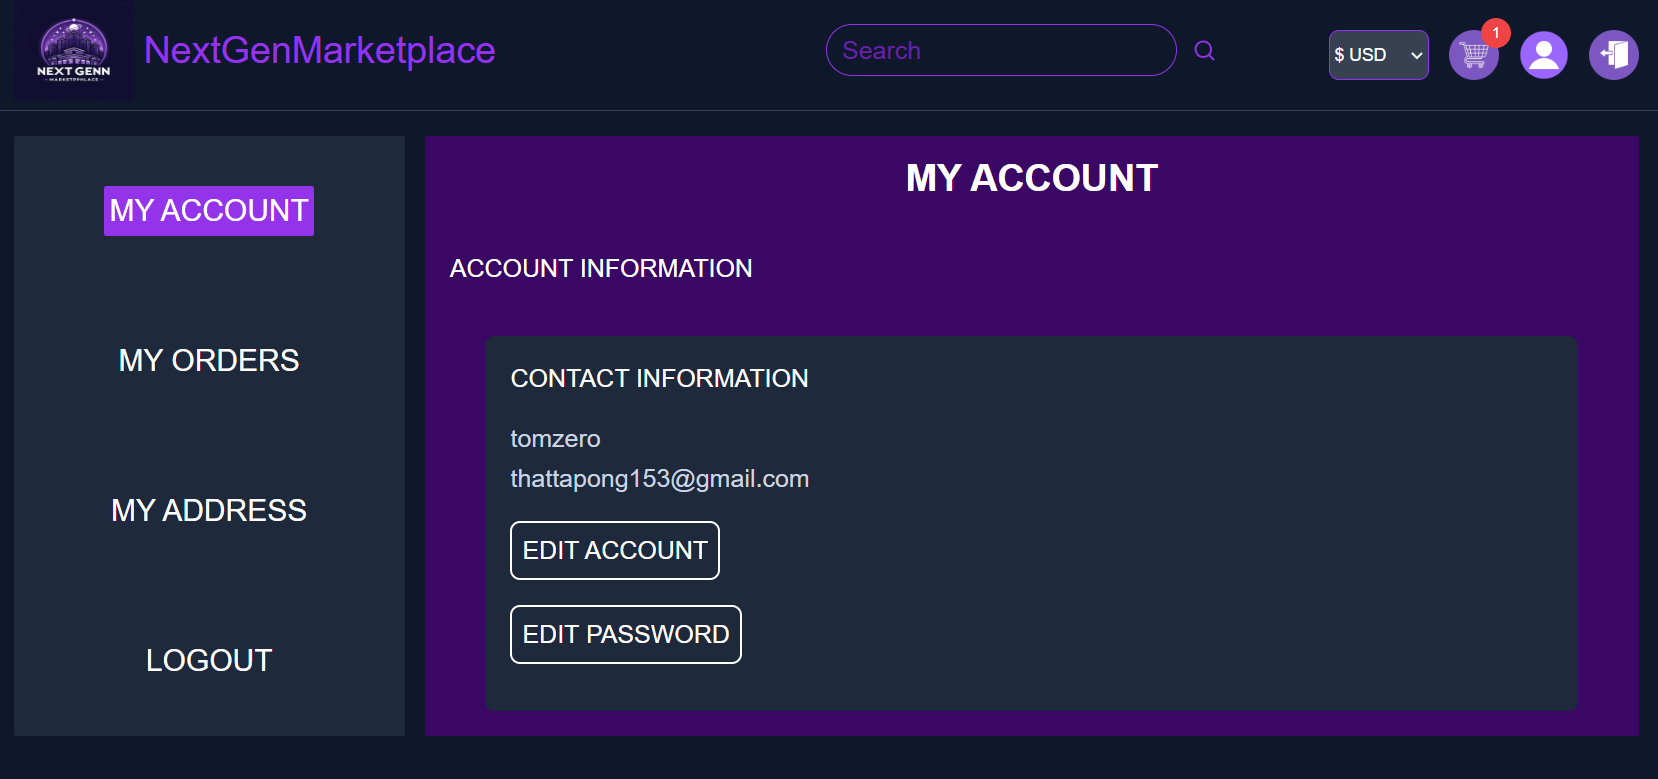 NEXT GENN
MARKETPPHLACE
NextGenMarketplace
Search
$ USD
1
MY ACCOUNT
MY ORDERS
MY ADDRESS
LOGOUT
MY ACCOUNT
ACCOUNT INFORMATION
CONTACT INFORMATION
tomzero
thattapong153@gmail.com
EDIT ACCOUNT
EDIT PASSWORD